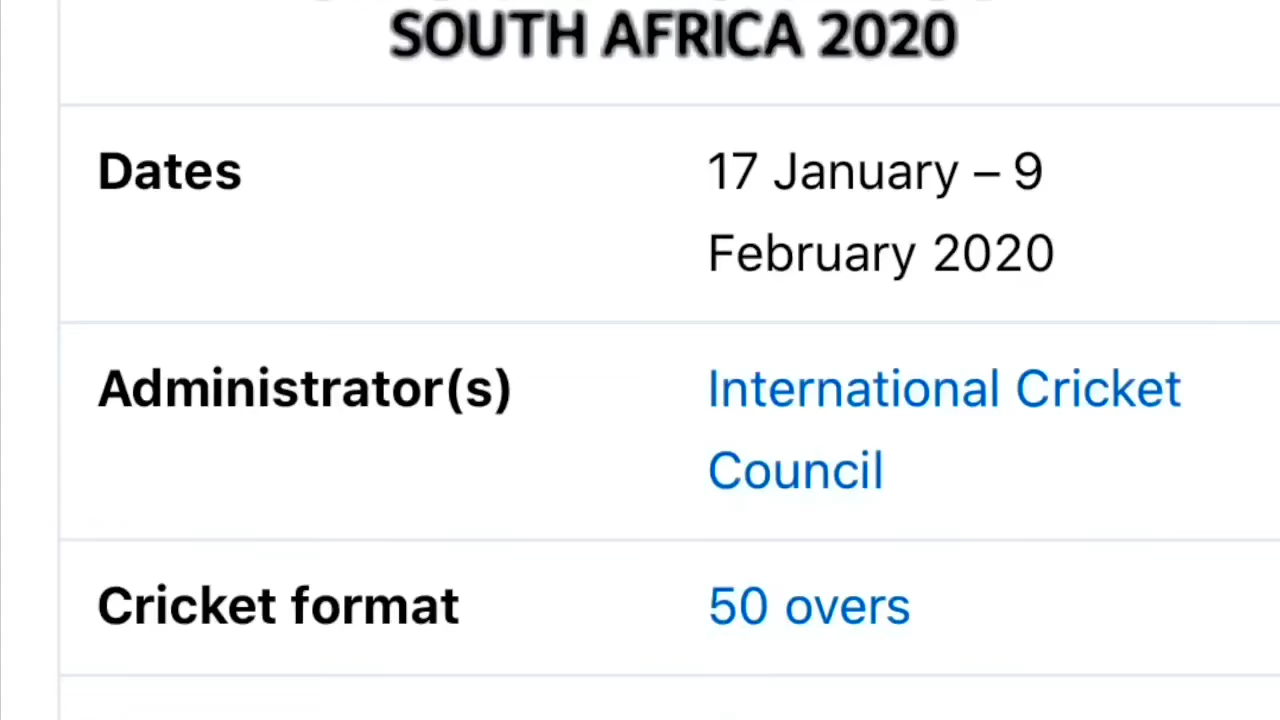 SOUTH AFRICA 2020
Dates
17 January – 9
February 2020
Administrator(s)
International Cricket
Council
Cricket format
50 overs